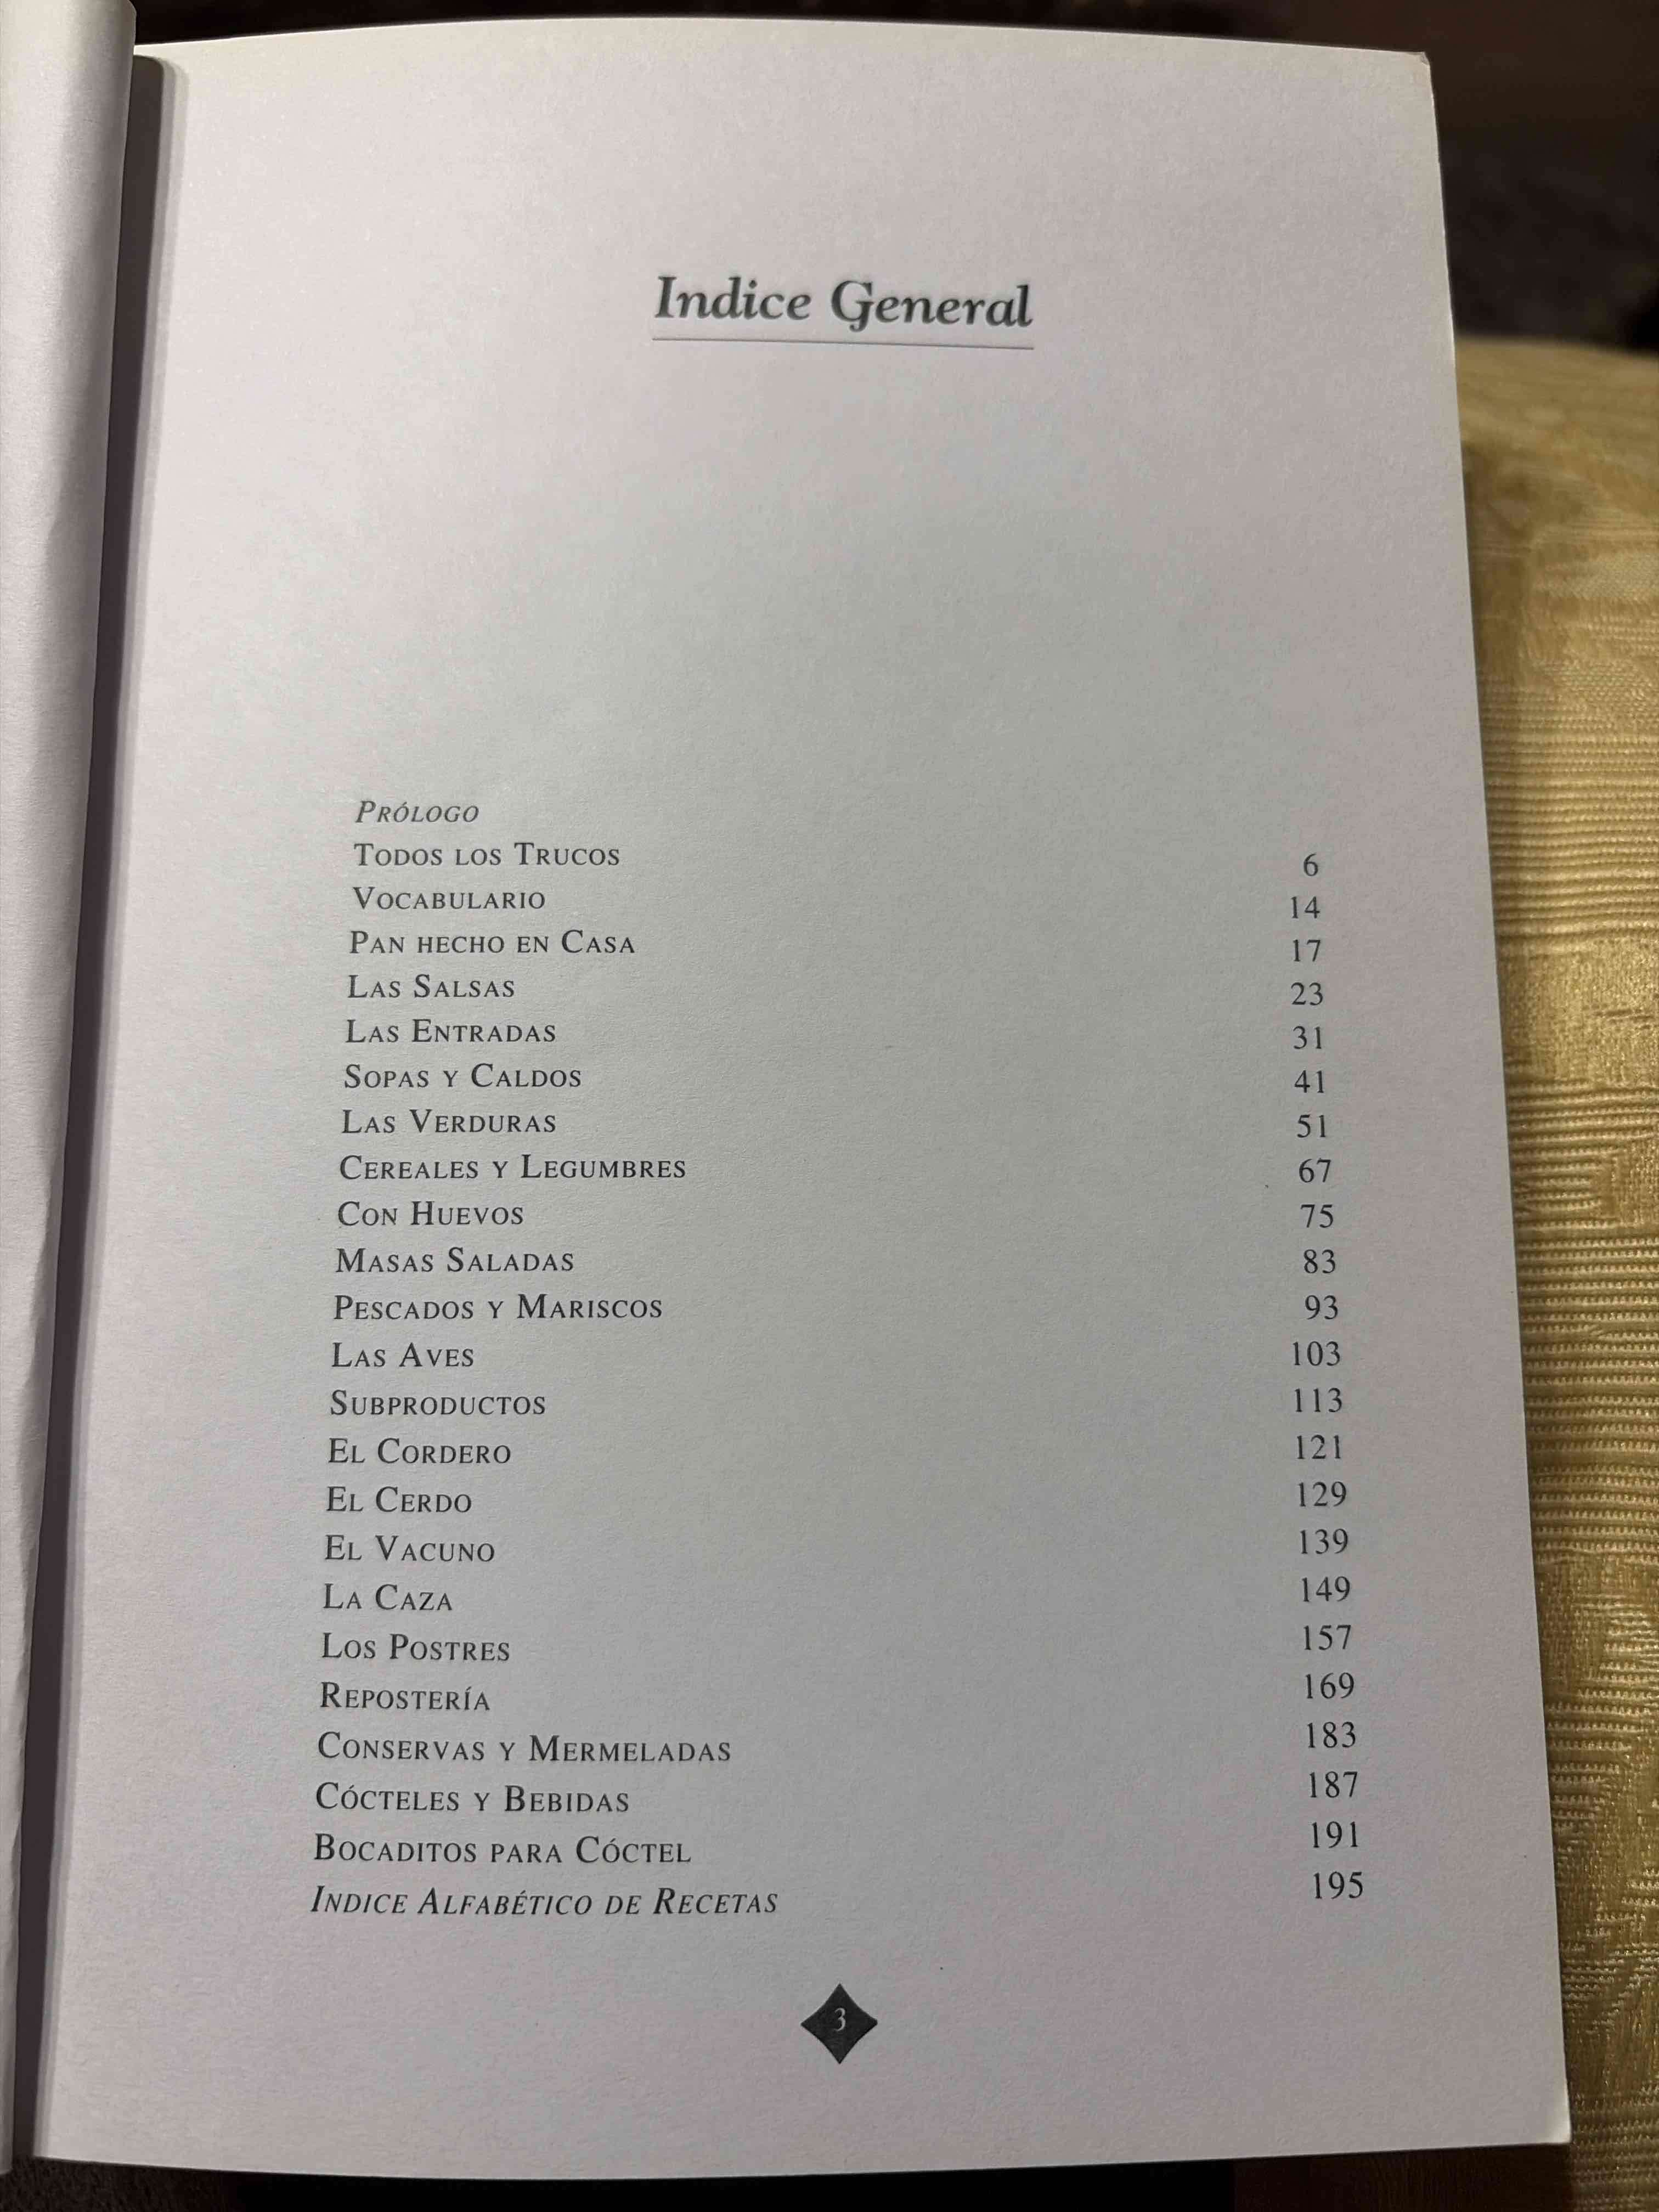 Indice General
PRÓLOGO
TODOS LOS TRUCOS 6
VOCABULARIO 14
PAN HECHO EN CASA 17
LAS SALSAS 23
LAS ENTRADAS 31
SOPAS Y CALDOS 41
LAS VERDURAS 51
CEREALES Y LEGUMBRES 67
CON HUEVOS 75
MASAS SALADAS 83
PESCADOS Y MARISCOS 93
LAS AVES 103
SUBPRODUCTOS 113
EL CORDERO 121
EL CERDO 129
EL VACUNO 139
LA CAZA 149
LOS POSTRES 157
REPOSTERÍA 169
CONSERVAS Y MERMELADAS 183
CÓCTELES Y BEBIDAS 187
BOCADITOS PARA CÓCTEL 191
INDICE ALFABÉTICO DE RECETAS 195
3